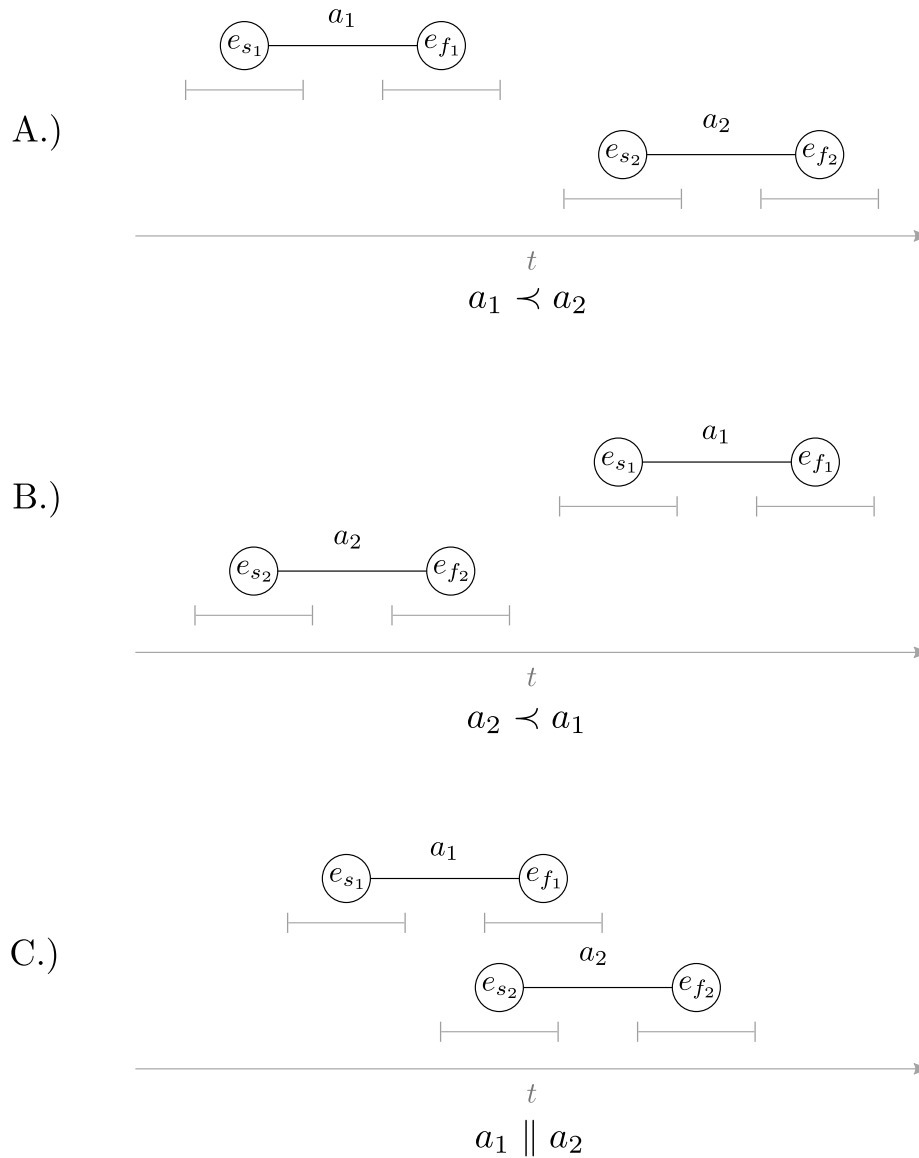 a₁
e_{s₁} e_{f₁}
A.)
a₂
e_{s₂} e_{f₂}
t
a₁ ≺ a₂
a₁
e_{s₁} e_{f₁}
B.)
a₂
e_{s₂} e_{f₂}
t
a₂ ≺ a₁
a₁
e_{s₁} e_{f₁}
C.)
a₂
e_{s₂} e_{f₂}
t
a₁ ∥ a₂